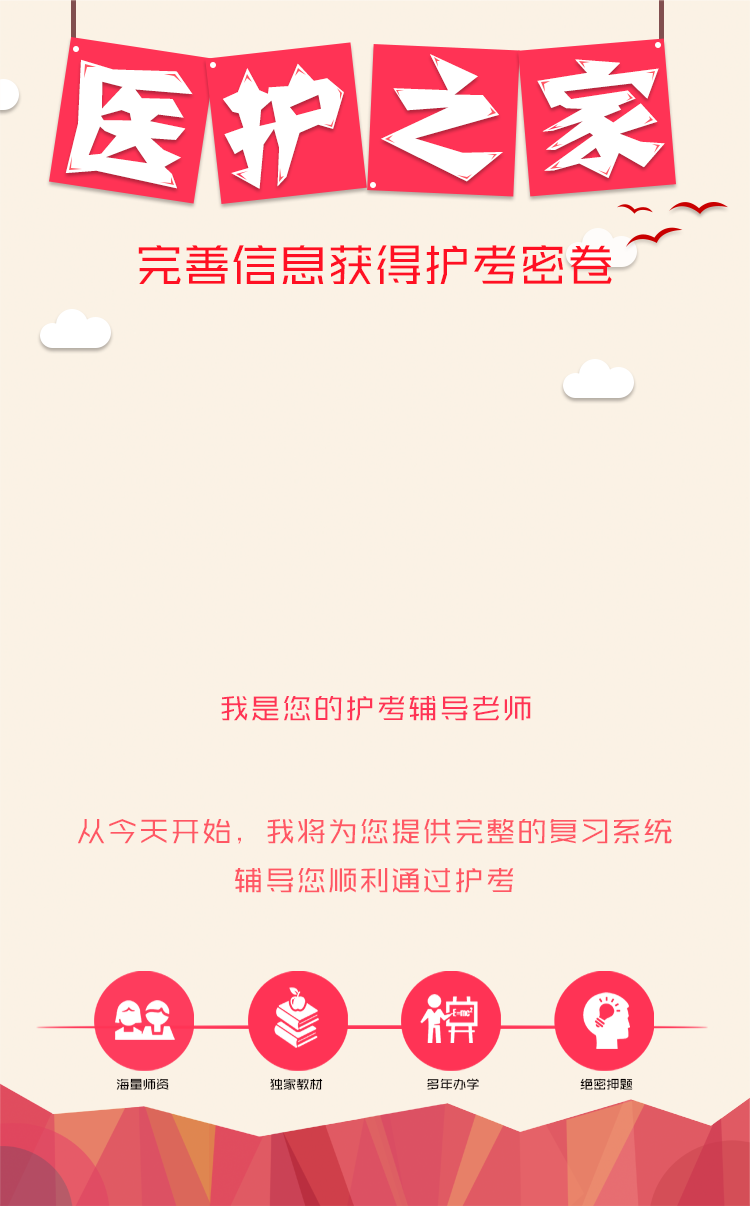 医护之家
完善信息获得护考密卷
我是您的护考辅导老师
从今天开始，我将为您提供完整的复习系统
辅导您顺利通过护考
E=mc²
海量师资 独家教材 多年办学 绝密押题